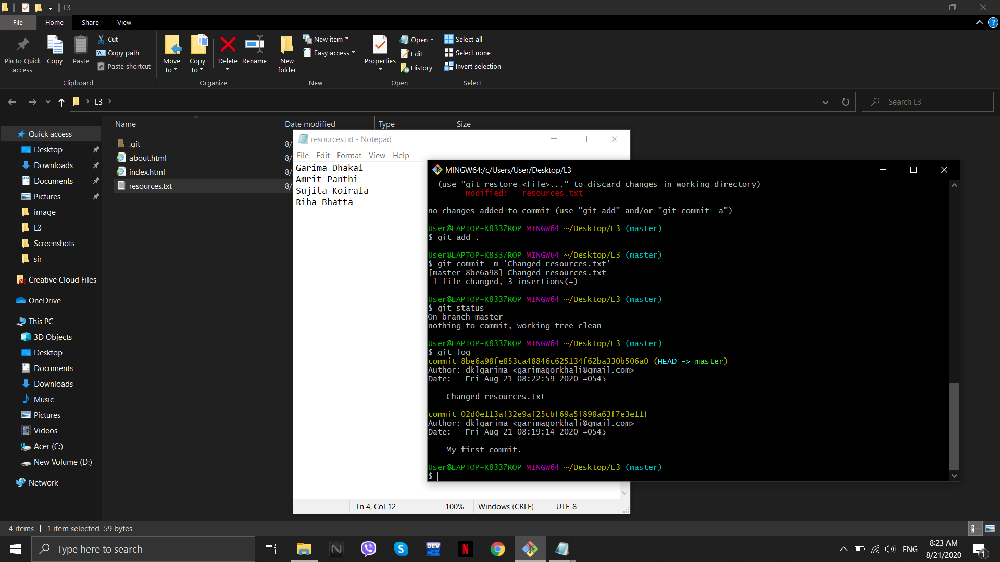 L3
File Home Share View
Pin to Quick access
Copy
Paste
Cut
Copy path
Paste shortcut
Clipboard
Move to
Copy to
Delete
Rename
Organize
New folder
New item
Easy access
New
Properties
Open
Edit
History
Open
Select all
Select none
Invert selection
Select
L3
Search L3
Name Date modified Type Size
Quick access
Desktop
Downloads
Documents
Pictures
image
L3
Screenshots
sir
Creative Cloud Files
OneDrive
This PC
3D Objects
Desktop
Documents
Downloads
Music
Pictures
Videos
Acer (C:)
New Volume (D:)
Network
.git 8/
about.html 8/
index.html 8/
resources.txt 8/
resources.txt - Notepad
File Edit Format View Help
Garima Dhakal
Amrit Panthi
Sujita Koirala
Riha Bhatta
Ln 4, Col 12 100% Windows (CRLF) UTF-8
MINGW64:/c/Users/User/Desktop/L3
(use "git restore <file>..." to discard changes in working directory)
modified: resources.txt
no changes added to commit (use "git add" and/or "git commit -a")
User@LAPTOP-K8337ROP MINGW64 ~/Desktop/L3 (master)
$ git add .
User@LAPTOP-K8337ROP MINGW64 ~/Desktop/L3 (master)
$ git commit -m 'Changed resources.txt'
[master 8be6a98] Changed resources.txt
1 file changed, 3 insertions(+)
User@LAPTOP-K8337ROP MINGW64 ~/Desktop/L3 (master)
$ git status
On branch master
nothing to commit, working tree clean
User@LAPTOP-K8337ROP MINGW64 ~/Desktop/L3 (master)
$ git log
commit 8be6a98fe853ca48846c625134f62ba330b506a0 (HEAD -> master)
Author: dklgarima <garimagorkhali@gmail.com>
Date: Fri Aug 21 08:22:59 2020 +0545
Changed resources.txt
commit 02d0e113af32e9af25cbf69a5f898a63f7e3e11f
Author: dklgarima <garimagorkhali@gmail.com>
Date: Fri Aug 21 08:19:14 2020 +0545
My first commit.
User@LAPTOP-K8337ROP MINGW64 ~/Desktop/L3 (master)
$
4 items 1 item selected 59 bytes
Type here to search
DEV C++
N
ENG
8:23 AM
8/21/2020
1